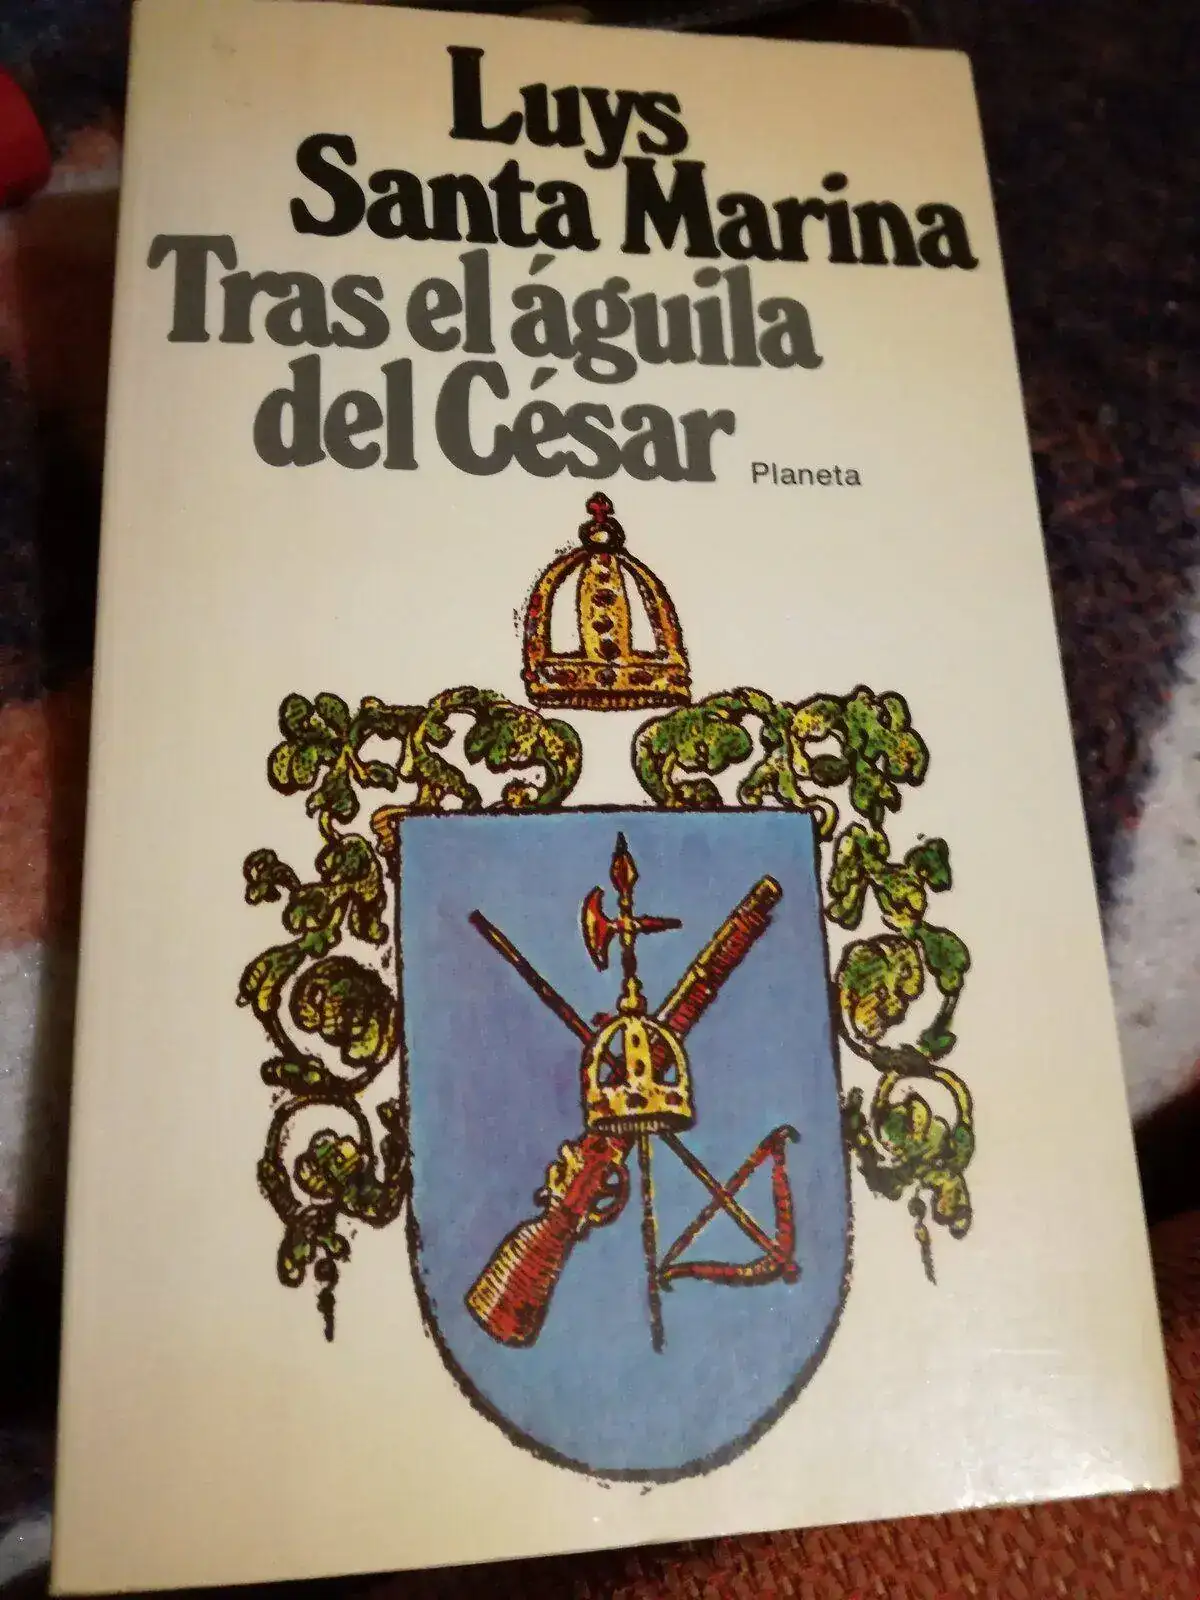 Luys
Santa Marina
Tras el águila
del César
Planeta